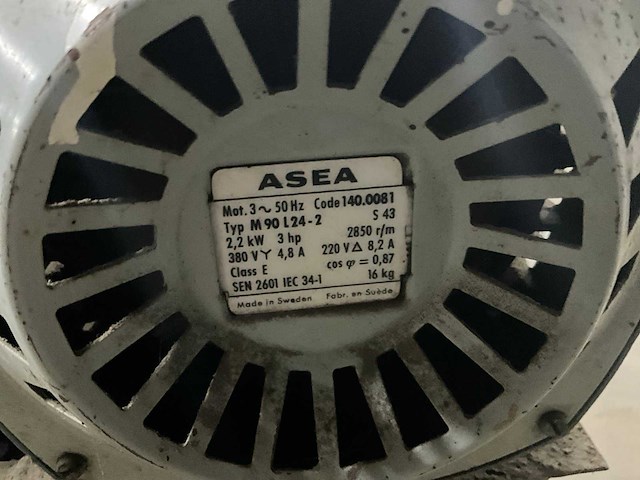 ASEA
Mot. 3~ 50 Hz Code 140.0081
Typ M 90 L24-2 S 43
2,2 kW 3 hp 2850 r/m
380 V Y 4,8 A 220 V Δ 8,2 A
Class E cos φ = 0,87
SEN 2601 IEC 34-1 16 kg
Made in Sweden Fabr. en Suède